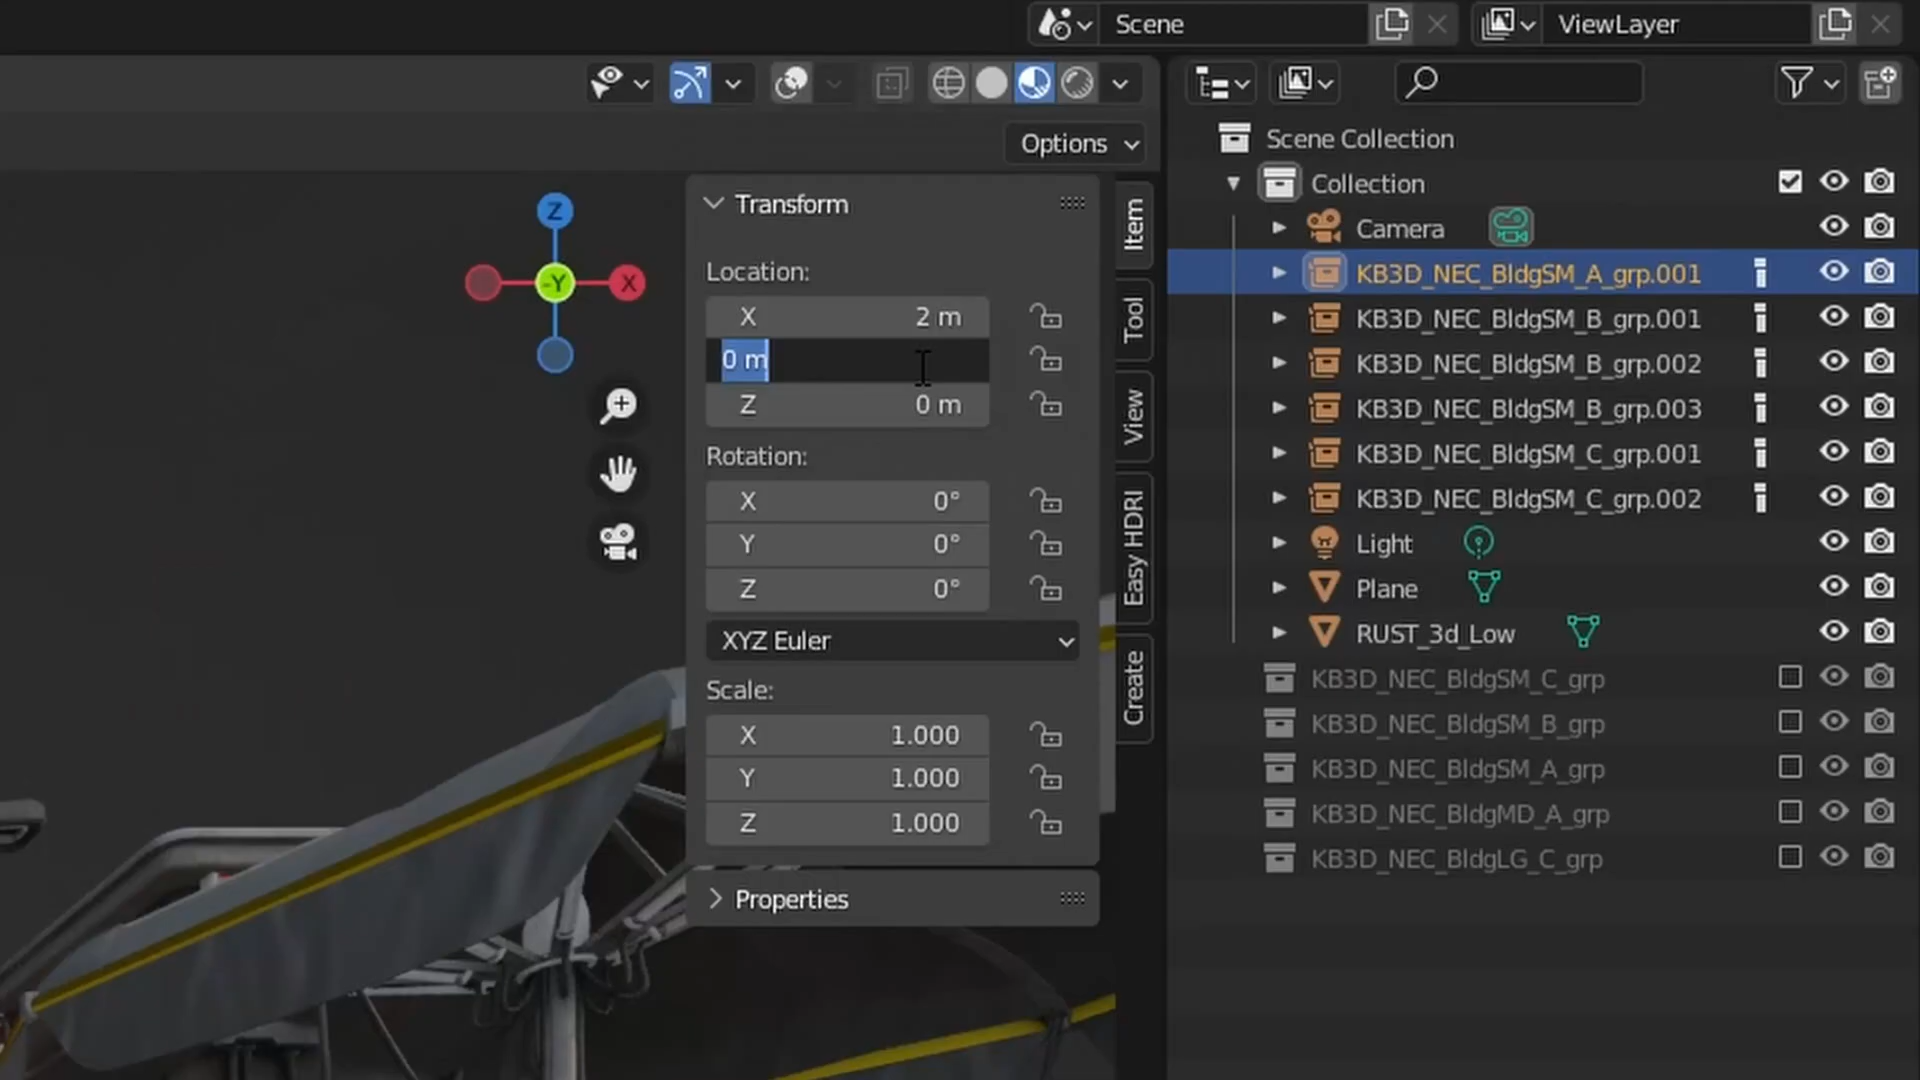 Scene
ViewLayer
Options
Scene Collection
Collection
Camera
KB3D_NEC_BldgSM_A_grp.001
KB3D_NEC_BldgSM_B_grp.001
KB3D_NEC_BldgSM_B_grp.002
KB3D_NEC_BldgSM_B_grp.003
KB3D_NEC_BldgSM_C_grp.001
KB3D_NEC_BldgSM_C_grp.002
Light
Plane
RUST_3d_Low
KB3D_NEC_BldgSM_C_grp
KB3D_NEC_BldgSM_B_grp
KB3D_NEC_BldgSM_A_grp
KB3D_NEC_BldgMD_A_grp
KB3D_NEC_BldgLG_C_grp
Z
-Y
X
Transform
Location:
X 2 m
0 m
Z 0 m
Rotation:
X 0°
Y 0°
Z 0°
XYZ Euler
Scale:
X 1.000
Y 1.000
Z 1.000
Properties
Item
Tool
View
Easy HDRI
Create